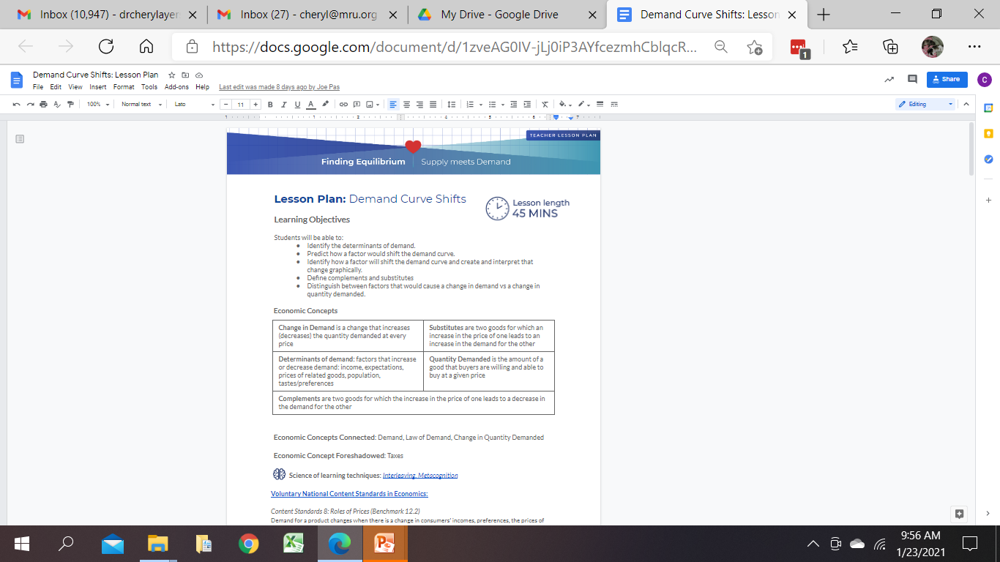 Inbox (10,947) - drcherylayer
Inbox (27) - cheryl@mru.org
My Drive - Google Drive
Demand Curve Shifts: Lesson
https://docs.google.com/document/d/1zveAG0IV-jLj0iP3AYfcezmhCblqcR...
1
Demand Curve Shifts: Lesson Plan
Share
C
File Edit View Insert Format Tools Add-ons Help Last edit was made 8 days ago by Joe Pas
100% Normal text Lato 11 B I U A Editing
1 1 2 4 5 6 7
31
TEACHER LESSON PLAN
Finding Equilibrium Supply meets Demand
Lesson Plan: Demand Curve Shifts
Lesson length
45 MINS
Learning Objectives
Students will be able to:
● Identify the determinants of demand.
● Predict how a factor would shift the demand curve.
● Identify how a factor will shift the demand curve and create and interpret that
change graphically.
● Define complements and substitutes
● Distinguish between factors that would cause a change in demand vs a change in
quantity demanded.
Economic Concepts
Change in Demand is a change that increases
(decreases) the quantity demanded at every
price
Substitutes are two goods for which an
increase in the price of one leads to an
increase in the demand for the other
Determinants of demand: factors that increase
or decrease demand: income, expectations,
prices of related goods, population,
tastes/preferences
Quantity Demanded is the amount of a
good that buyers are willing and able to
buy at a given price
Complements are two goods for which the increase in the price of one leads to a decrease in
the demand for the other
Economic Concepts Connected: Demand, Law of Demand, Change in Quantity Demanded
Economic Concept Foreshadowed: Taxes
Science of learning techniques: Interleaving, Metacognition
Voluntary National Content Standards in Economics:
Content Standards 8: Roles of Prices (Benchmark 12.2)
Demand for a product changes when there is a change in consumers' incomes, preferences, the prices of
9:56 AM
1/23/2021